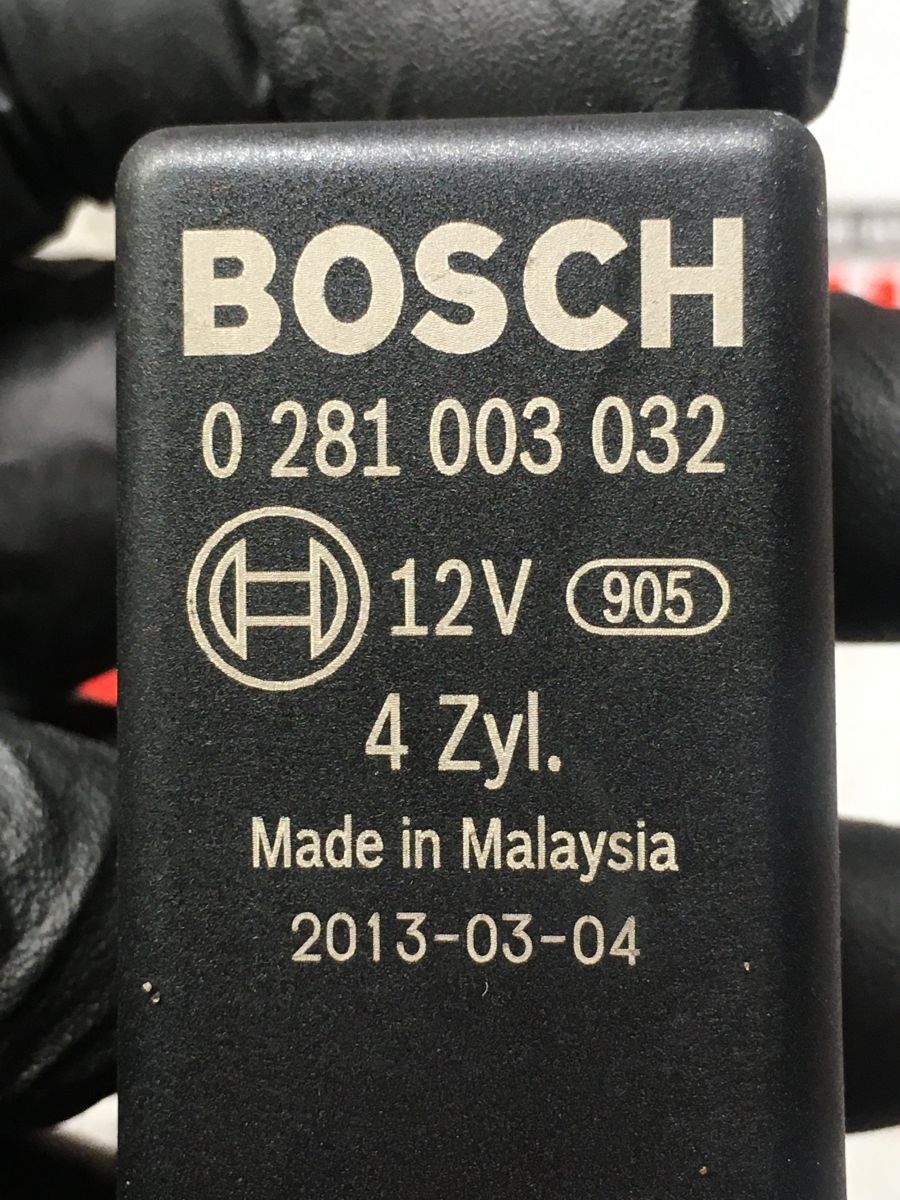 BOSCH
0 281 003 032
12V 905
4 Zyl.
Made in Malaysia
2013-03-04